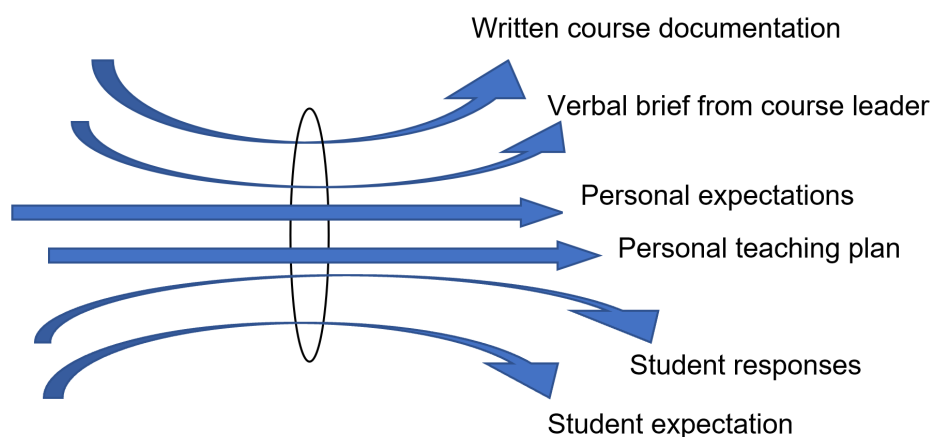 Written course documentation
Verbal brief from course leader
Personal expectations
Personal teaching plan
Student responses
Student expectation